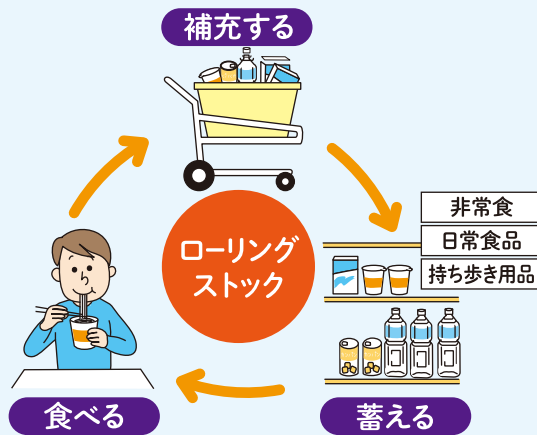 補充する
非常食
日常食品
持ち歩き用品
ローリング
ストック
食べる
蓄える